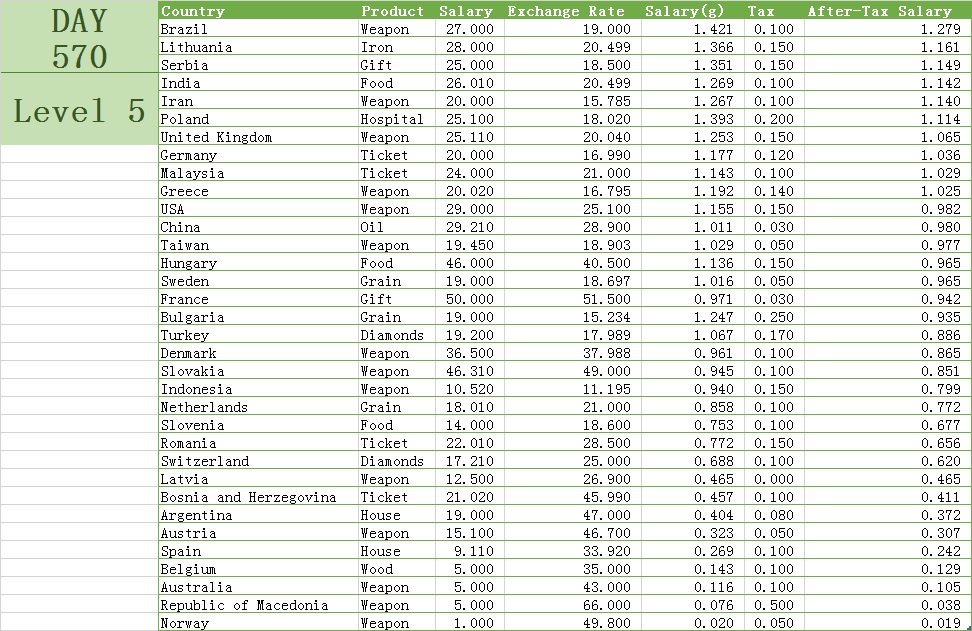 DAY
570
Level 5
Country Product Salary Exchange Rate Salary(g) Tax After-Tax Salary
Brazil Weapon 27.000 19.000 1.421 0.100 1.279
Lithuania Iron 28.000 20.499 1.366 0.150 1.161
Serbia Gift 25.000 18.500 1.351 0.150 1.149
India Food 26.010 20.499 1.269 0.100 1.142
Iran Weapon 20.000 15.785 1.267 0.100 1.140
Poland Hospital 25.100 18.020 1.393 0.200 1.114
United Kingdom Weapon 25.110 20.040 1.253 0.150 1.065
Germany Ticket 20.000 16.990 1.177 0.120 1.036
Malaysia Ticket 24.000 21.000 1.143 0.100 1.029
Greece Weapon 20.020 16.795 1.192 0.140 1.025
USA Weapon 29.000 25.100 1.155 0.150 0.982
China Oil 29.210 28.900 1.011 0.030 0.980
Taiwan Weapon 19.450 18.903 1.029 0.050 0.977
Hungary Food 46.000 40.500 1.136 0.150 0.965
Sweden Grain 19.000 18.697 1.016 0.050 0.965
France Gift 50.000 51.500 0.971 0.030 0.942
Bulgaria Grain 19.000 15.234 1.247 0.250 0.935
Turkey Diamonds 19.200 17.989 1.067 0.170 0.886
Denmark Weapon 36.500 37.988 0.961 0.100 0.865
Slovakia Weapon 46.310 49.000 0.945 0.100 0.851
Indonesia Weapon 10.520 11.195 0.940 0.150 0.799
Netherlands Grain 18.010 21.000 0.858 0.100 0.772
Slovenia Food 14.000 18.600 0.753 0.100 0.677
Romania Ticket 22.010 28.500 0.772 0.150 0.656
Switzerland Diamonds 17.210 25.000 0.688 0.100 0.620
Latvia Weapon 12.500 26.900 0.465 0.000 0.465
Bosnia and Herzegovina Ticket 21.020 45.990 0.457 0.100 0.411
Argentina House 19.000 47.000 0.404 0.080 0.372
Austria Weapon 15.100 46.700 0.323 0.050 0.307
Spain House 9.110 33.920 0.269 0.100 0.242
Belgium Wood 5.000 35.000 0.143 0.100 0.129
Australia Weapon 5.000 43.000 0.116 0.100 0.105
Republic of Macedonia Weapon 5.000 66.000 0.076 0.500 0.038
Norway Weapon 1.000 49.800 0.020 0.050 0.019